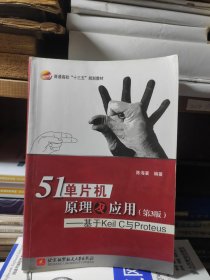 普通高校“十三五”规划教材
陈海宴 编著
51单片机
原理及应用（第3版）
——基于Keil C与Proteus
北京航空航天大学出版社